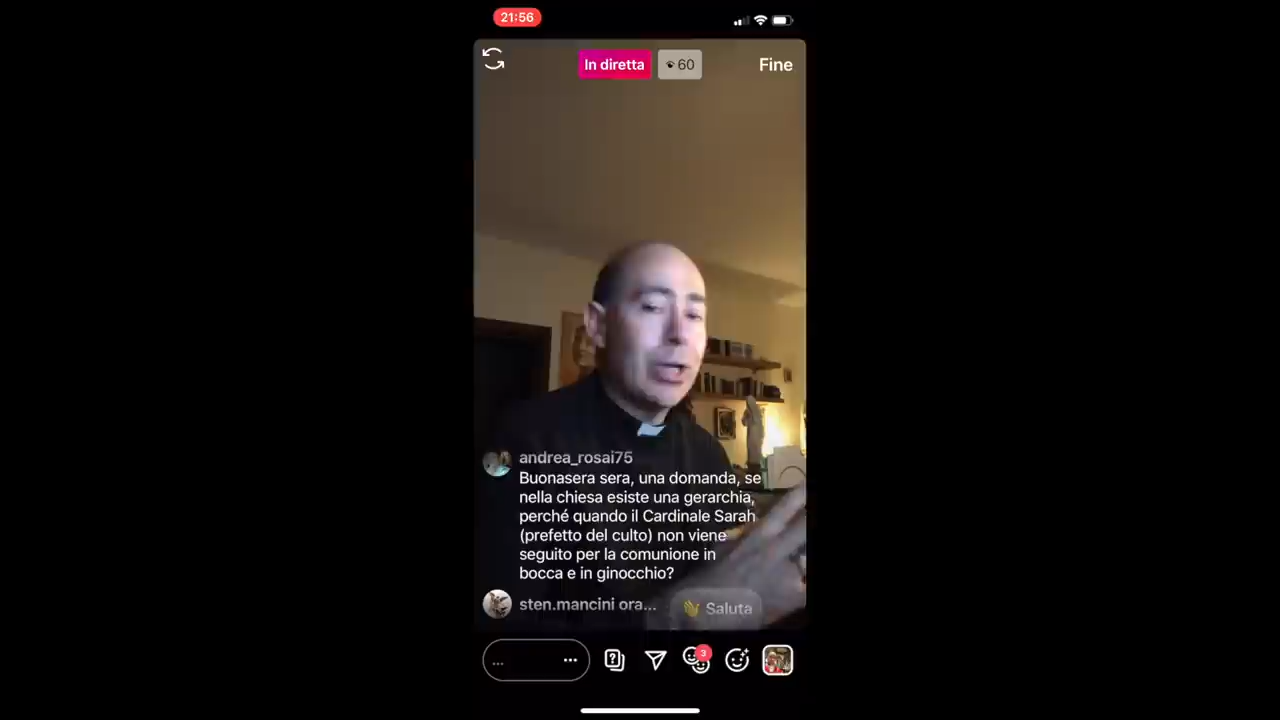 21:56
In diretta
60
Fine
andrea_rosai75
Buonasera sera, una domanda, se
nella chiesa esiste una gerarchia,
perché quando il Cardinale Sarah
(prefetto del culto) non viene
seguito per la comunione in
bocca e in ginocchio?
sten.mancini ora...
👋 Saluta
...
3